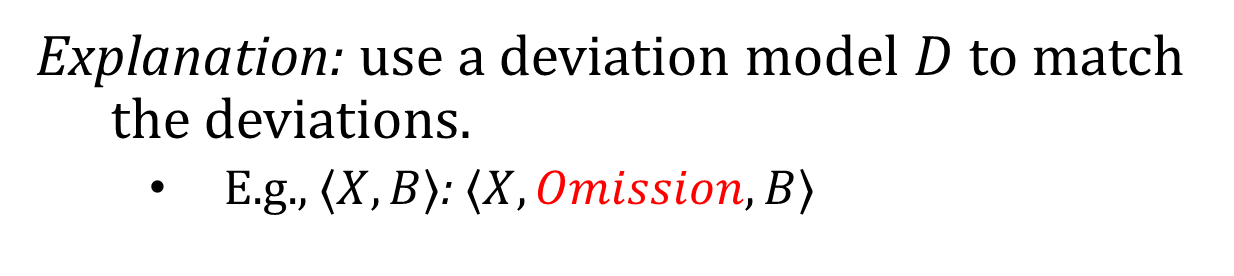 Explanation: use a deviation model D to match
the deviations.
• E.g., ⟨X, B⟩: ⟨X, Omission, B⟩